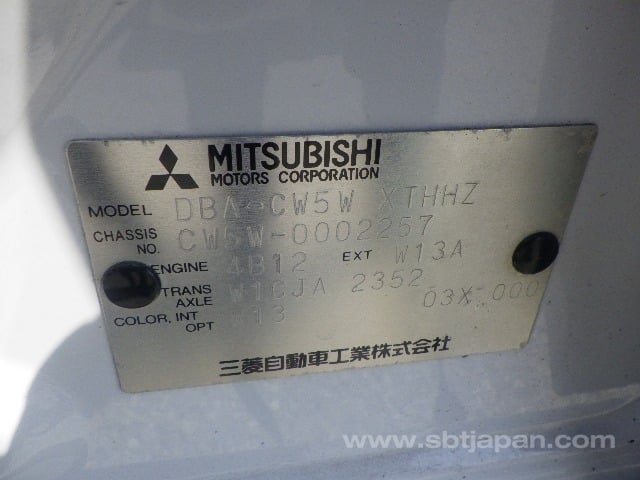 MITSUBISHI
MOTORS CORPORATION
MODEL DBA-CW5W XTHHZ
CHASSIS NO. CW5W-0002257
ENGINE 4B12 EXT W13A
TRANS AXLE W1CJA 2352
COLOR, INT OPT 13 03X 000
三菱自動車工業株式会社
www.sbtjapan.com